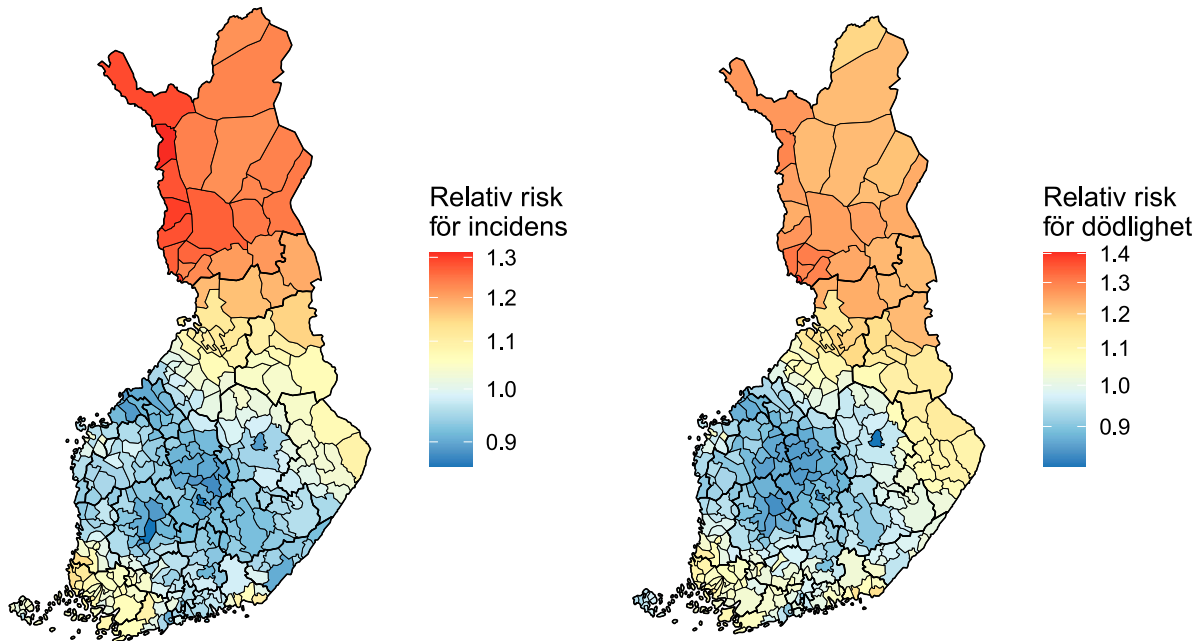 Relativ risk
för incidens
1.3
1.2
1.1
1.0
0.9
Relativ risk
för dödlighet
1.4
1.3
1.2
1.1
1.0
0.9